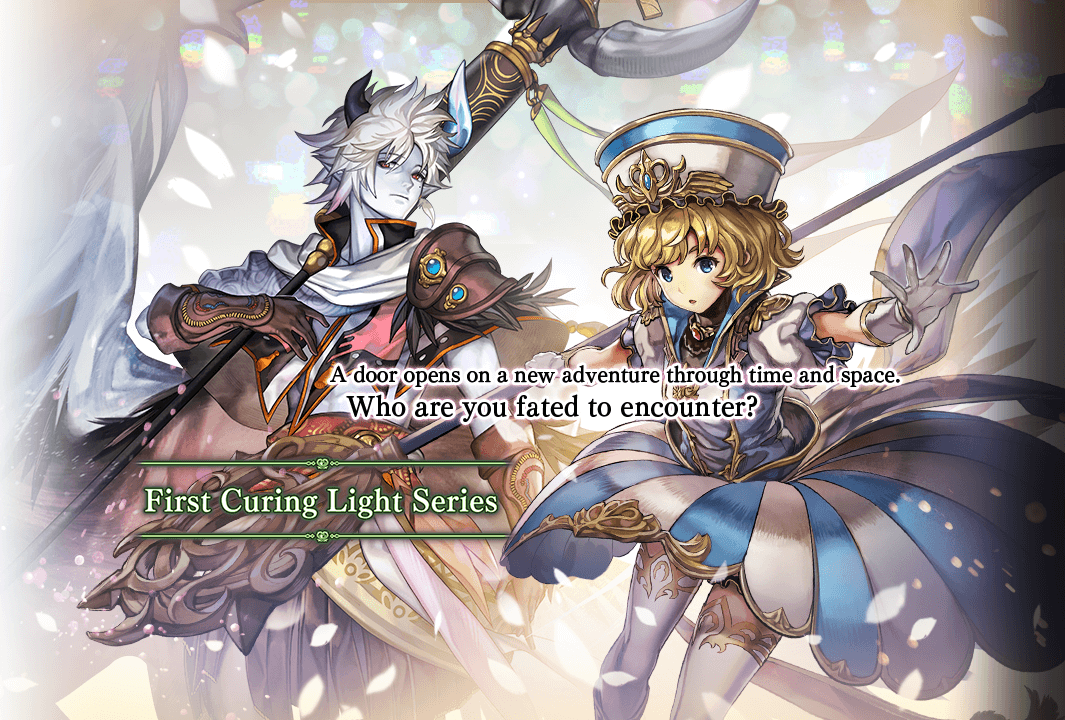 A door opens on a new adventure through time and space.
Who are you fated to encounter?
First Curing Light Series